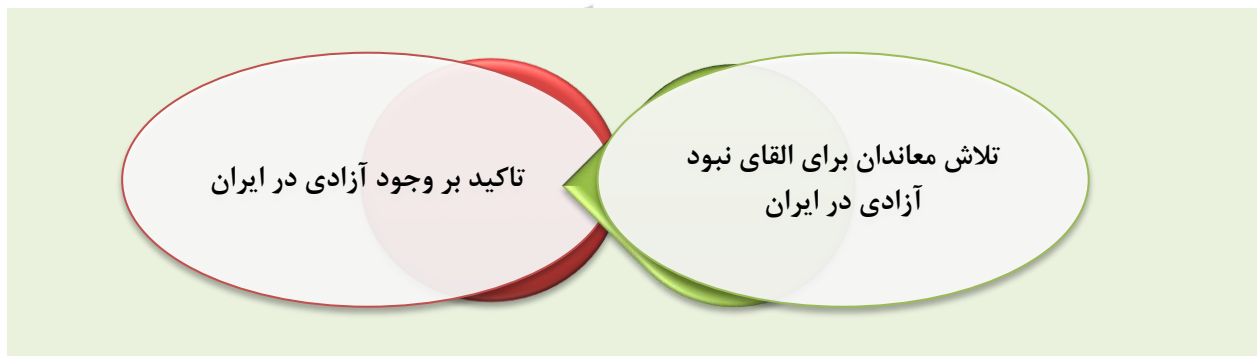 تلاش معاندان برای القای نبود
آزادی در ایران
تاکید بر وجود آزادی در ایران